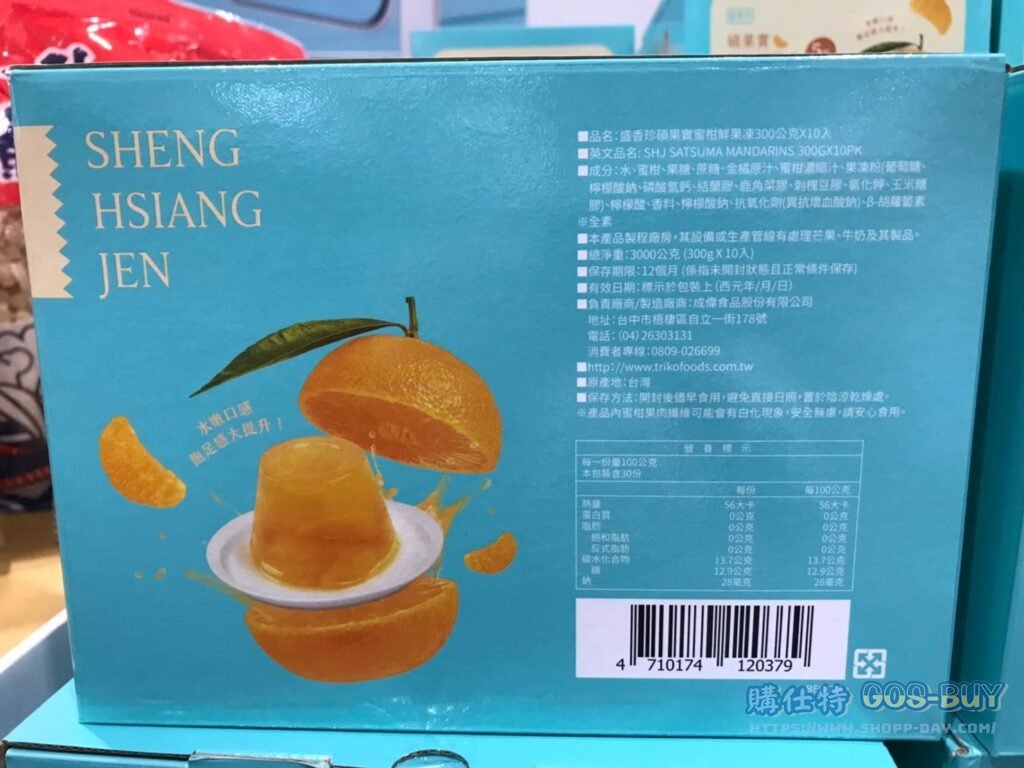 SHENG
HSIANG
JEN
水嫩口感
飽足感大提升！
■品名：盛香珍碩果實蜜柑鮮果凍300公克X10入
■英文品名：SHJ SATSUMA MANDARINS 300GX10PK
■成分：水、蜜柑、果糖、蔗糖、金橘原汁、蜜柑濃縮汁、果凍粉(葡萄糖、
檸檬酸鈉、磷酸氫鈣、結蘭膠、鹿角菜膠、刺槐豆膠、氯化鉀、玉米糖
膠)、檸檬酸、香料、檸檬酸鈉、抗氧化劑(異抗壞血酸鈉)、β-胡蘿蔔素
※全素
■本產品製程廠房，其設備或生產管線有處理芒果、牛奶及其製品。
■總淨重：3000公克 (300g X 10入)
■保存期限：12個月 (係指未開封狀態且正常條件保存)
■有效日期：標示於包裝上 (西元年/月/日)
■負責廠商/製造廠商：成偉食品股份有限公司
地址：台中市梧棲區自立一街178號
電話：(04) 26303131
消費者專線：0809-026699
■http://www.trikofoods.com.tw
■原產地：台灣
■保存方法：開封後儘早食用，避免直接日照，置於陰涼乾燥處。
※產品內蜜柑果肉纖維可能會有白化現象，安全無慮，請安心食用。
營養標示
每一份量100公克
本包裝含30份
每份 每100公克
熱量 56大卡 56大卡
蛋白質 0公克 0公克
脂肪 0公克 0公克
飽和脂肪 0公克 0公克
反式脂肪 0公克 0公克
碳水化合物 13.7公克 13.7公克
糖 12.9公克 12.9公克
鈉 28毫克 28毫克
4 710174 120379
購仕特 GOS-BUY
HTTPS://WWW.SHOPP-DAY.COM/
碩果實